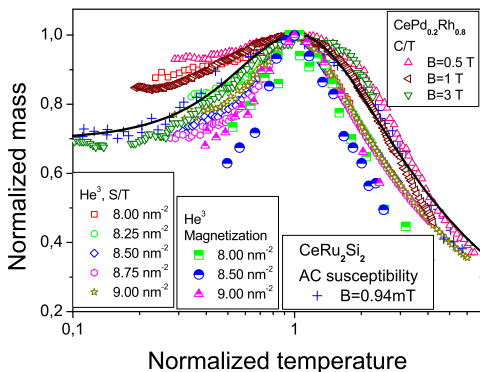 CePd0.2Rh0.8
C/T
B=0.5 T
B=1 T
B=3 T
1,0
0,8
0,6
0,4
0,2
Normalized mass
He3, S/T
8.00 nm-2
8.25 nm-2
8.50 nm-2
8.75 nm-2
9.00 nm-2
He3
Magnetization
8.00 nm-2
8.50 nm-2
9.00 nm-2
CeRu2Si2
AC susceptibility
B=0.94mT
0,1
1
Normalized temperature